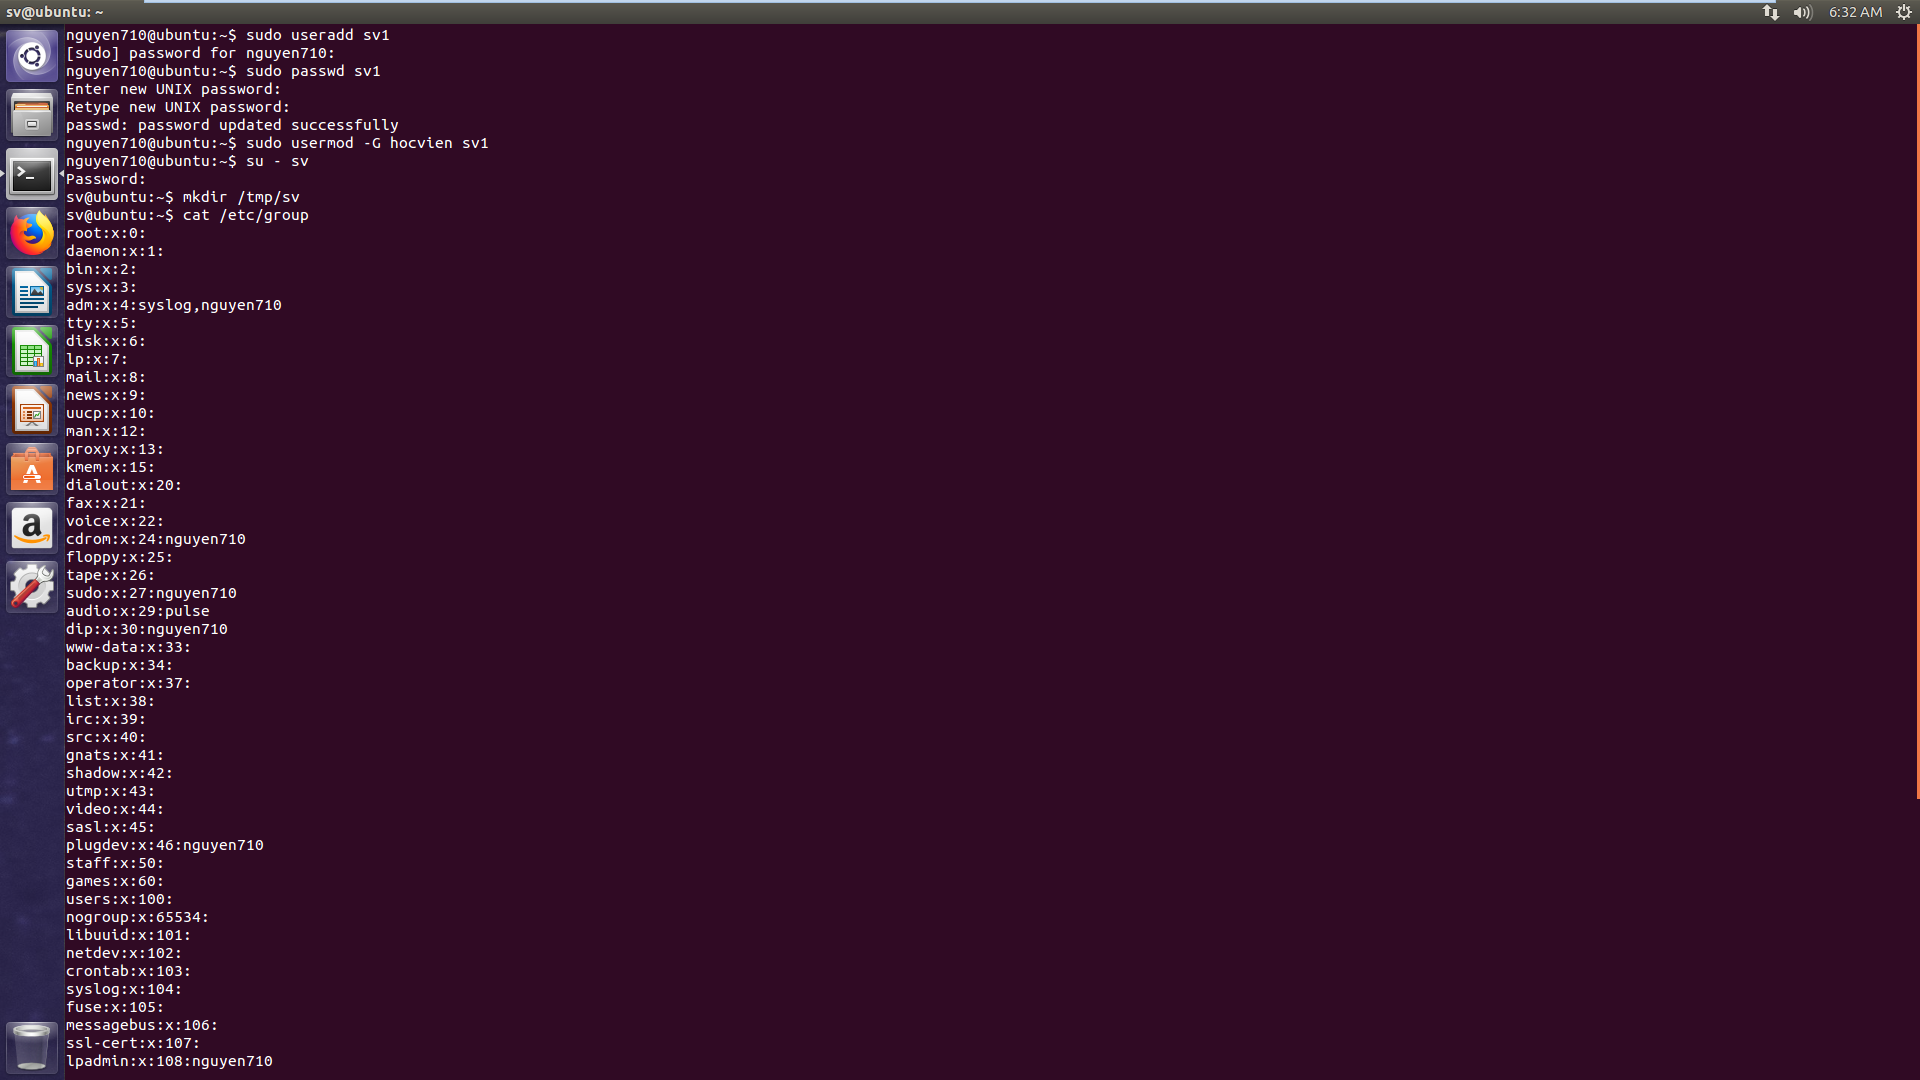 sv@ubuntu: ~
6:32 AM
nguyen710@ubuntu:~$ sudo useradd sv1
[sudo] password for nguyen710:
nguyen710@ubuntu:~$ sudo passwd sv1
Enter new UNIX password:
Retype new UNIX password:
passwd: password updated successfully
nguyen710@ubuntu:~$ sudo usermod -G hocvien sv1
nguyen710@ubuntu:~$ su - sv
Password:
sv@ubuntu:~$ mkdir /tmp/sv
sv@ubuntu:~$ cat /etc/group
root:x:0:
daemon:x:1:
bin:x:2:
sys:x:3:
adm:x:4:syslog,nguyen710
tty:x:5:
disk:x:6:
lp:x:7:
mail:x:8:
news:x:9:
uucp:x:10:
man:x:12:
proxy:x:13:
kmem:x:15:
dialout:x:20:
fax:x:21:
voice:x:22:
cdrom:x:24:nguyen710
floppy:x:25:
tape:x:26:
sudo:x:27:nguyen710
audio:x:29:pulse
dip:x:30:nguyen710
www-data:x:33:
backup:x:34:
operator:x:37:
list:x:38:
irc:x:39:
src:x:40:
gnats:x:41:
shadow:x:42:
utmp:x:43:
video:x:44:
sasl:x:45:
plugdev:x:46:nguyen710
staff:x:50:
games:x:60:
users:x:100:
nogroup:x:65534:
libuuid:x:101:
netdev:x:102:
crontab:x:103:
syslog:x:104:
fuse:x:105:
messagebus:x:106:
ssl-cert:x:107:
lpadmin:x:108:nguyen710